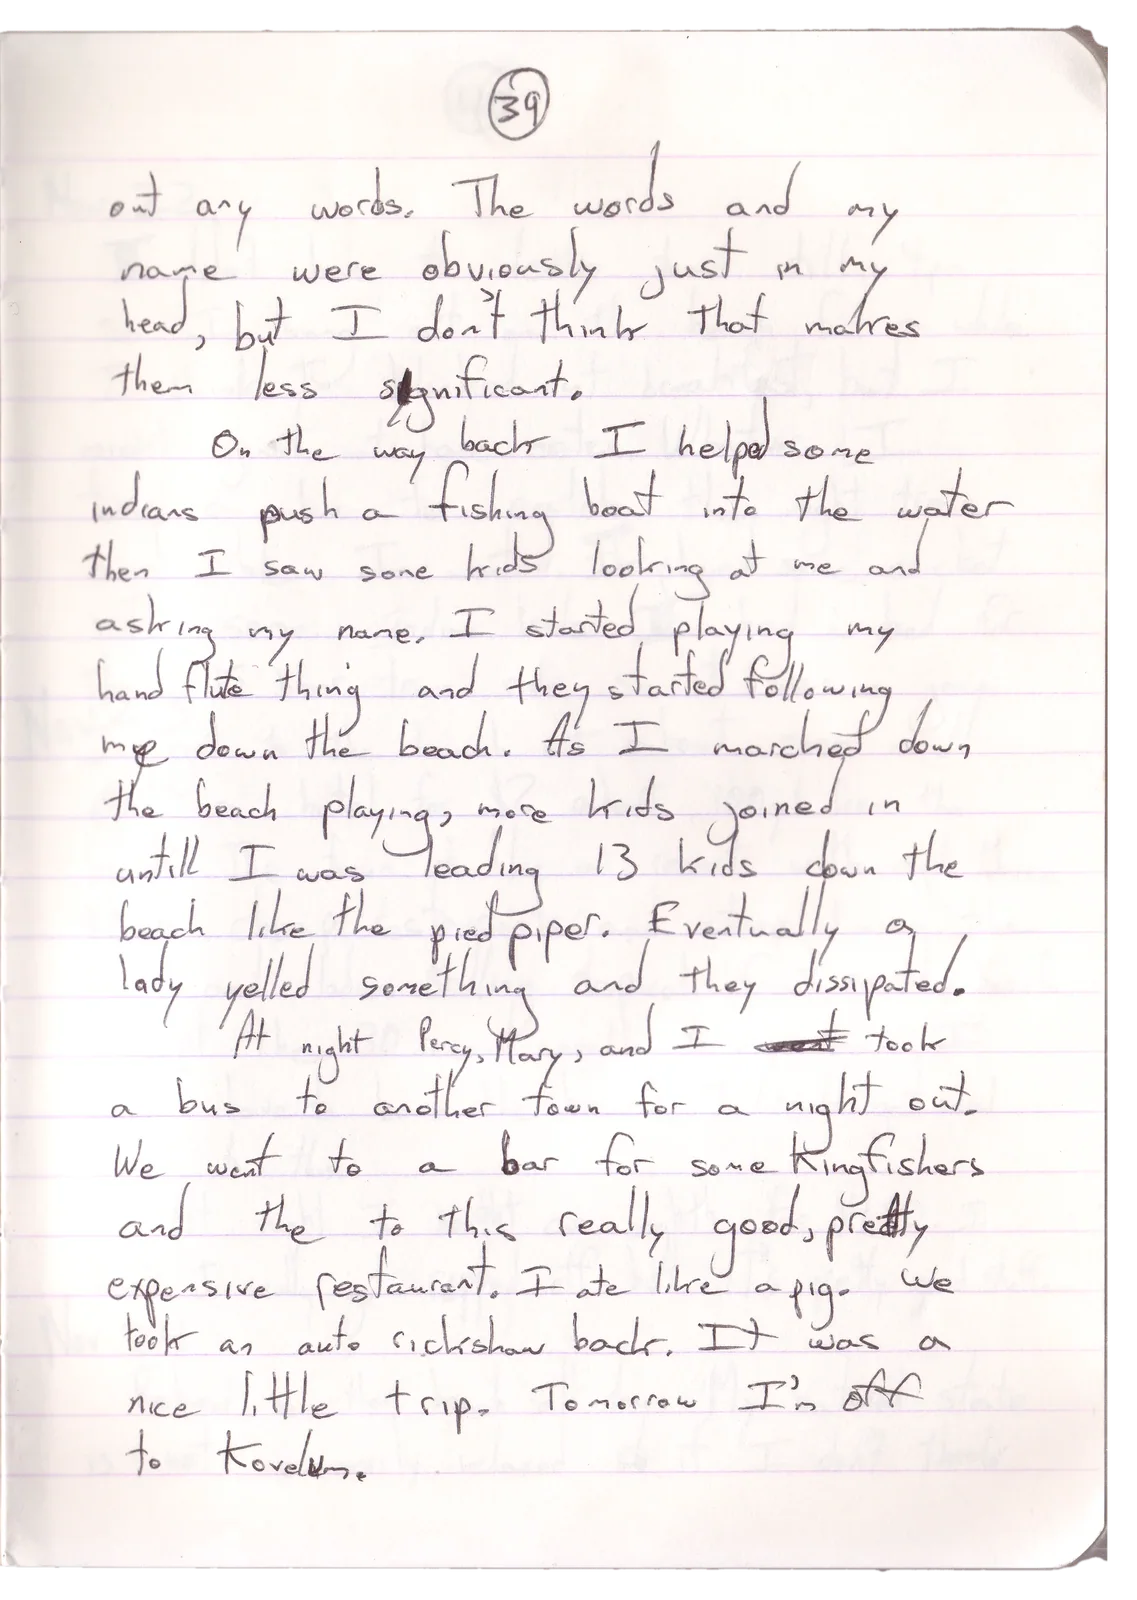 39
out any words. The words and my
name were obviously just in my
head, but I don't think that makes
them less significant.
On the way back I helped some
indians push a fishing boat into the water
then I saw some kids looking at me and
asking my name. I started playing my
hand flute thing and they started following
me down the beach. As I marched down
the beach playing, more kids joined in
untill I was leading 13 kids down the
beach like the pied piper. Eventually a
lady yelled something and they dissipated.
At night Percy, Mary, and I took
a bus to another town for a night out.
We went to a bar for some Kingfishers
and the to this really good, pretty
expensive restaurant. I ate like a pig. We
took an auto rickshaw back. It was a
nice little trip. Tomorrow I'm off
to